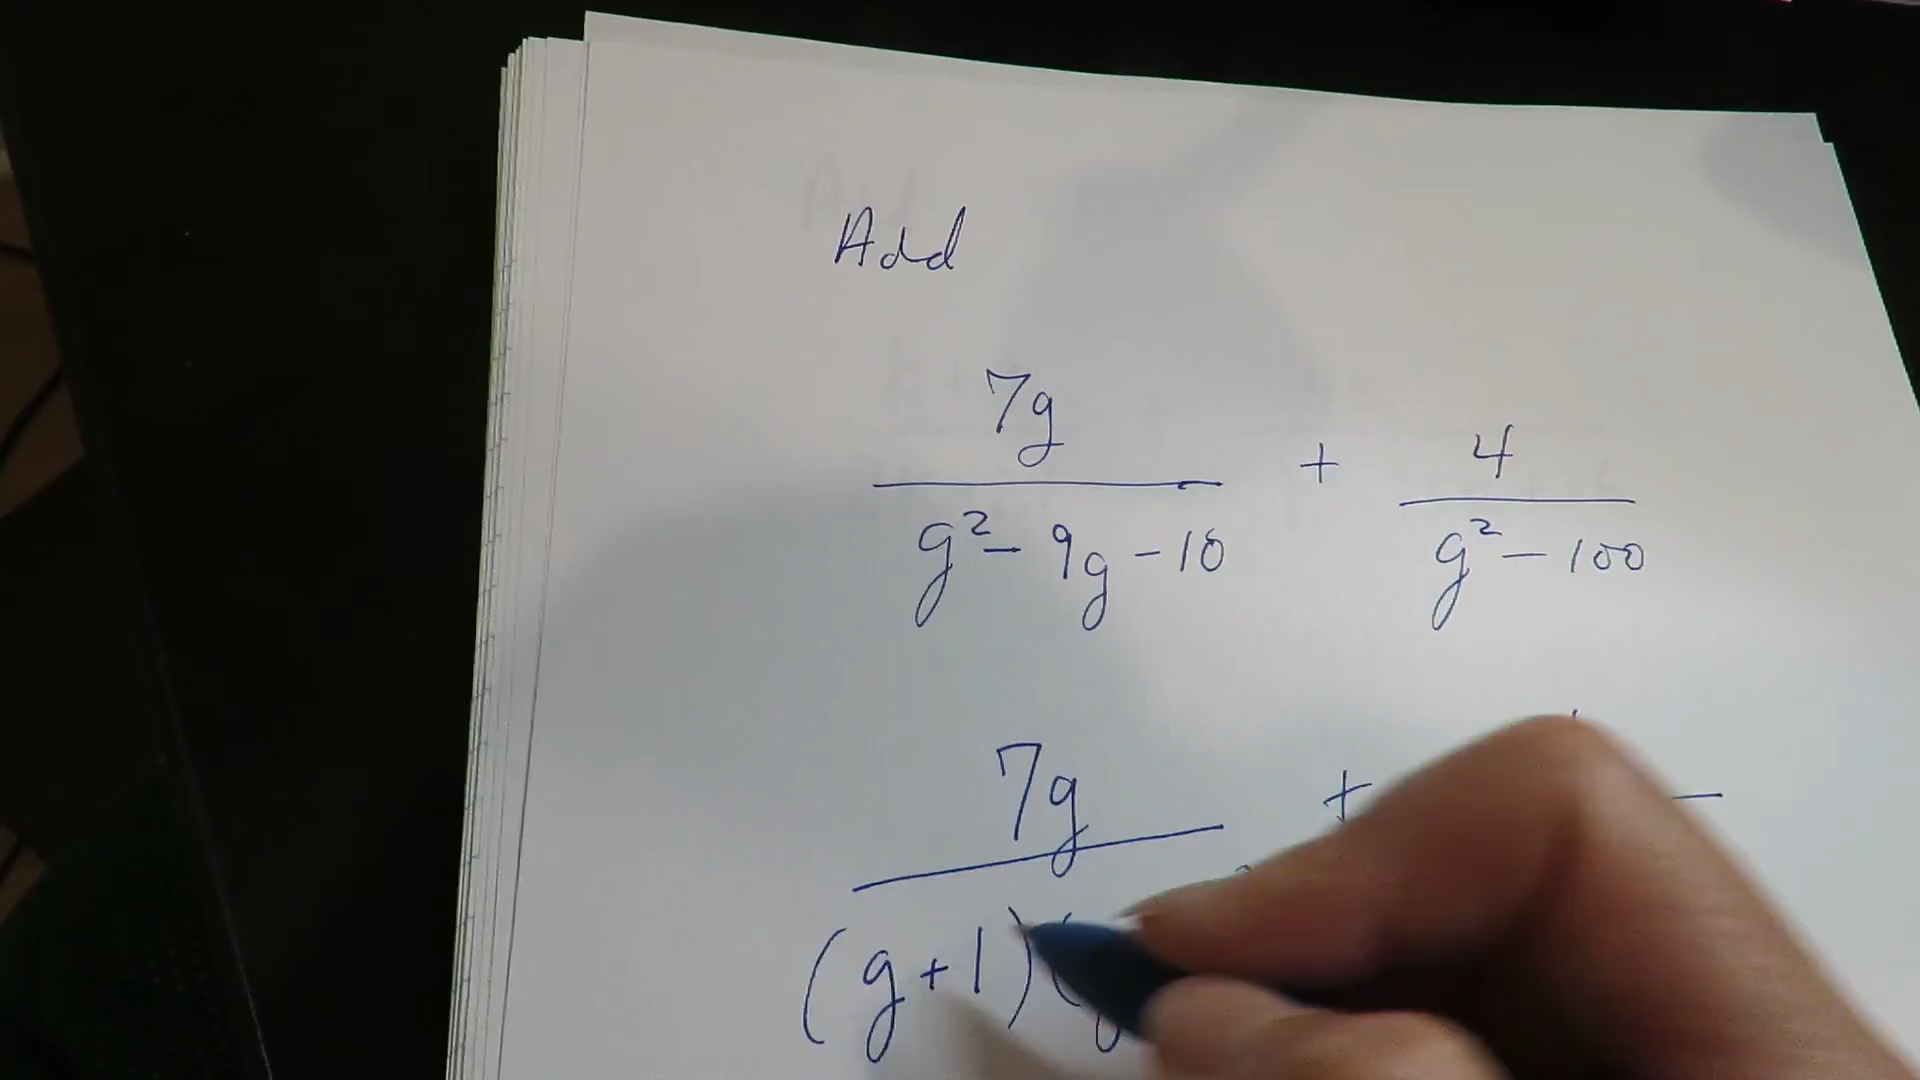 Add
7g + 4
g² - 9g - 10 g² - 100
7g +
(g+1)(g